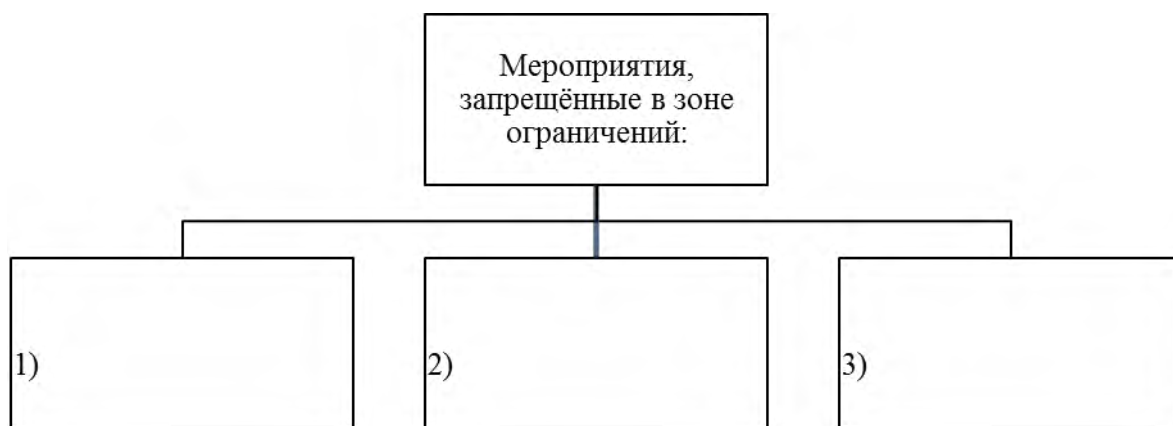 Мероприятия,
запрещённые в зоне
ограничений:
1)
2)
3)